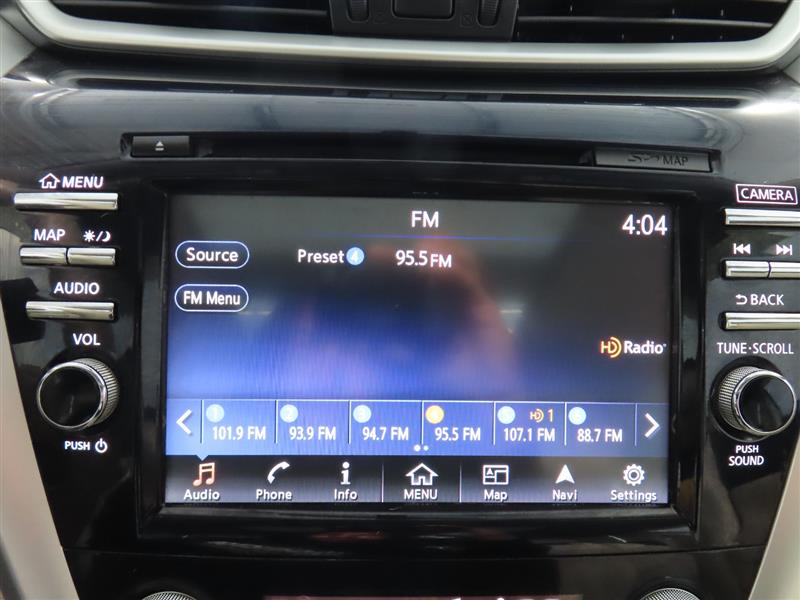 MAP
MENU
CAMERA
FM
4:04
MAP
Source
Preset 4
95.5 FM
AUDIO
FM Menu
BACK
VOL
HD Radio
TUNE·SCROLL
1
2
3
4
5
HD 1
6
101.9 FM
93.9 FM
94.7 FM
95.5 FM
107.1 FM
88.7 FM
PUSH
PUSH
SOUND
Audio
Phone
Info
MENU
Map
Navi
Settings